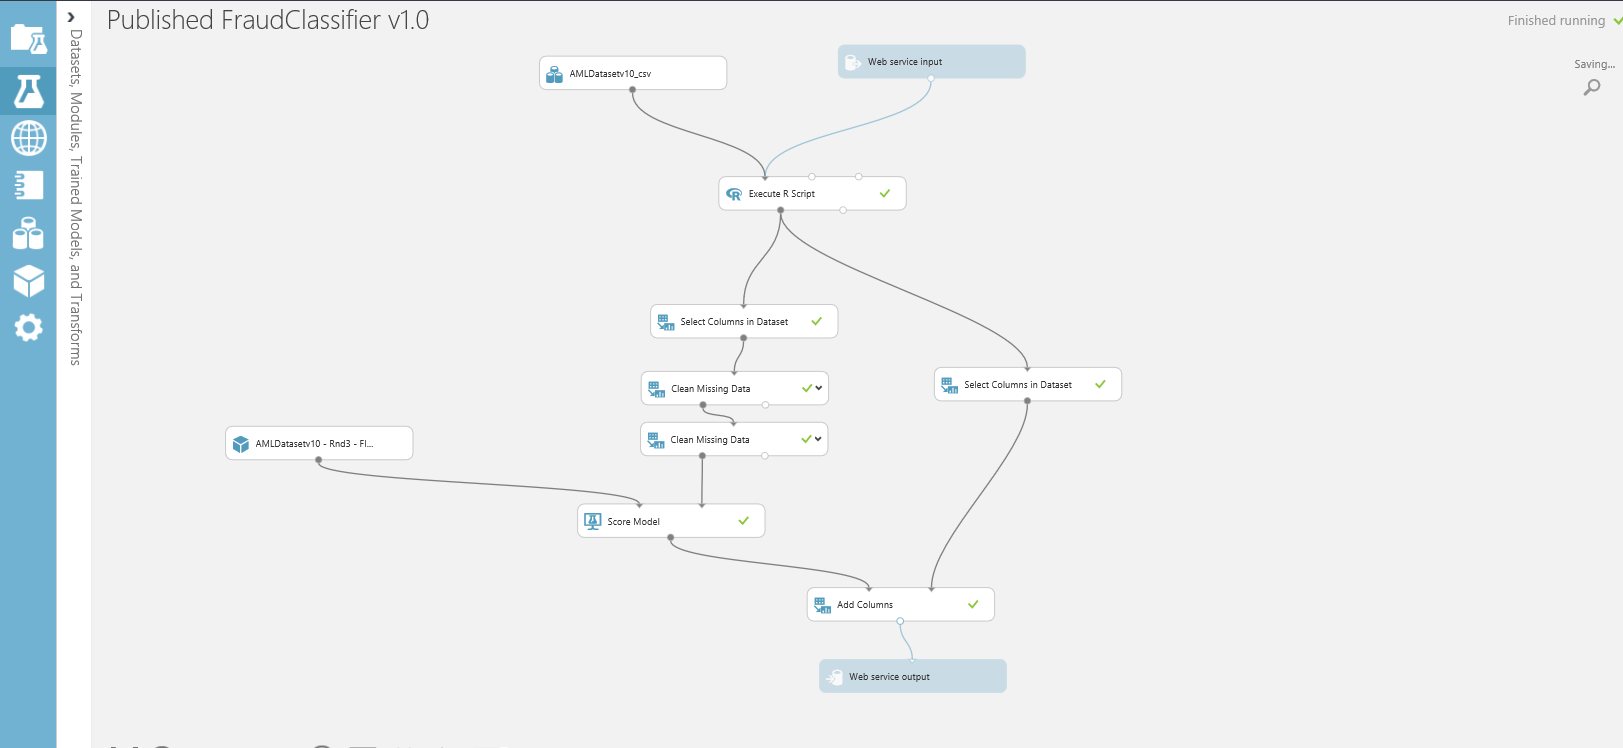 Published FraudClassifier v1.0
Finished running
Saving...
Datasets, Modules, Trained Models, and Transforms
AMLDatasetv10_csv
Web service input
Execute R Script
Select Columns in Dataset
Clean Missing Data
Select Columns in Dataset
Clean Missing Data
AMLDatasetv10 - Rnd3 - Fl...
Score Model
Add Columns
Web service output